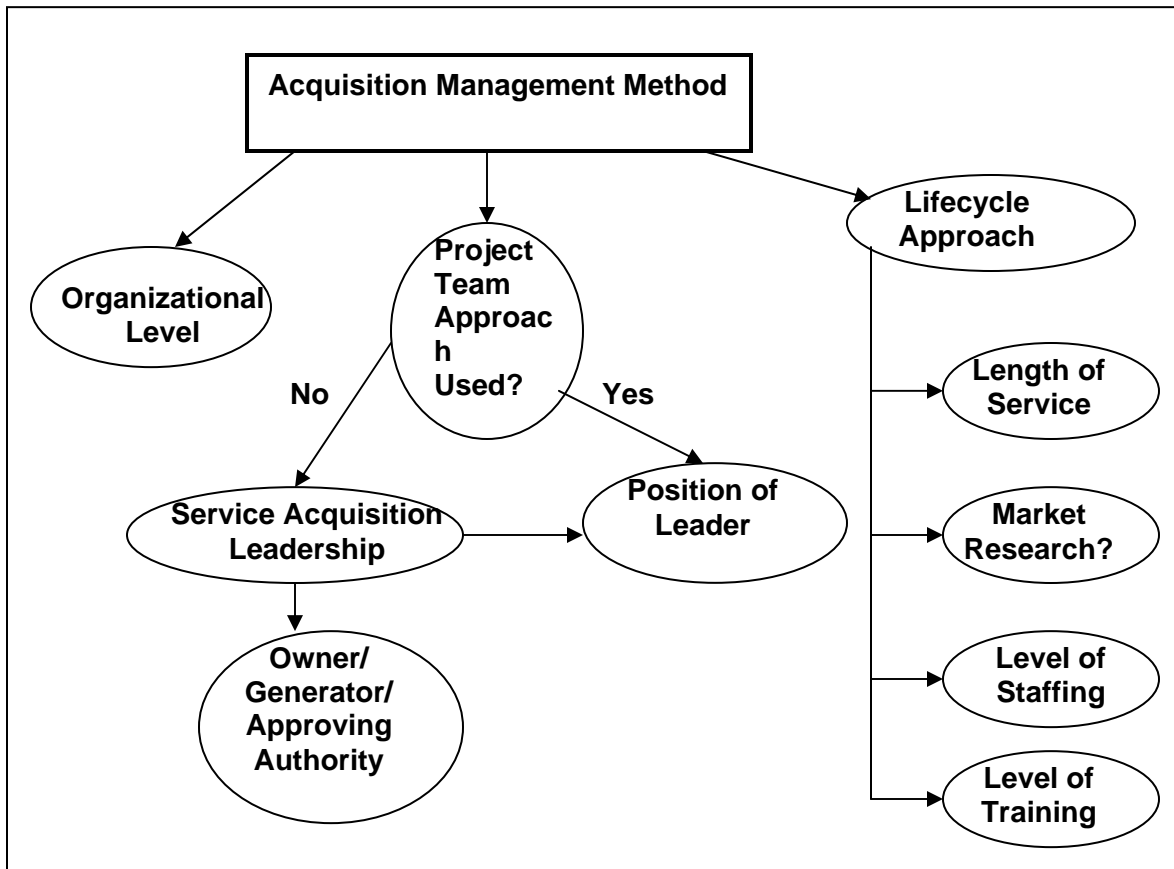 Acquisition Management Method
Lifecycle
Approach
Project
Team
Approac
h
Used?
Organizational
Level
No
Yes
Length of
Service
Service Acquisition
Leadership
Position of
Leader
Market
Research?
Owner/
Generator/
Approving
Authority
Level of
Staffing
Level of
Training